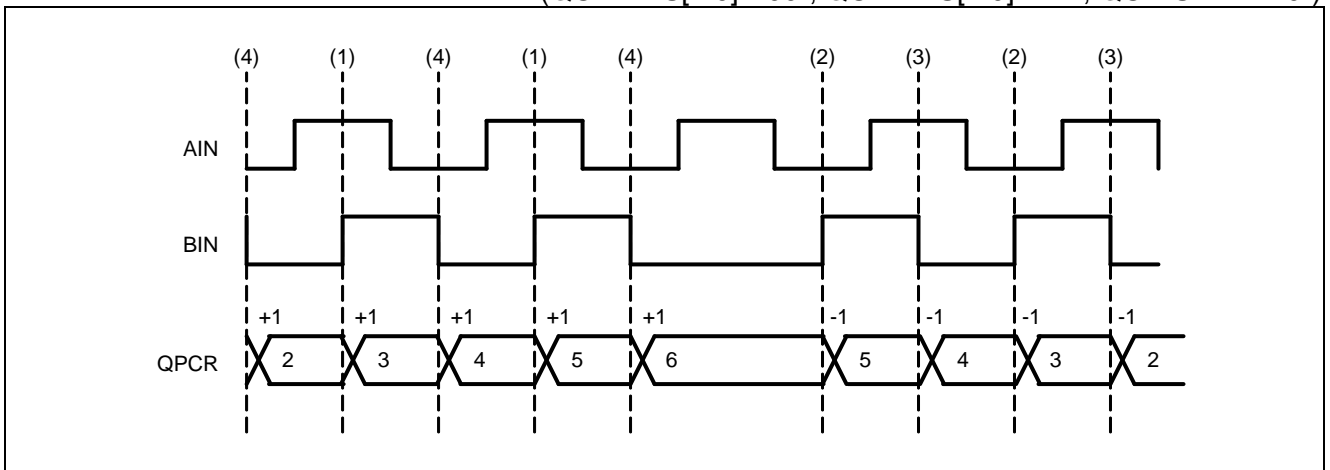 (4) (1) (4) (1) (4) (2) (3) (2) (3)
AIN
BIN
+1 +1 +1 +1 +1 -1 -1 -1 -1
QPCR 2 3 4 5 6 5 4 3 2